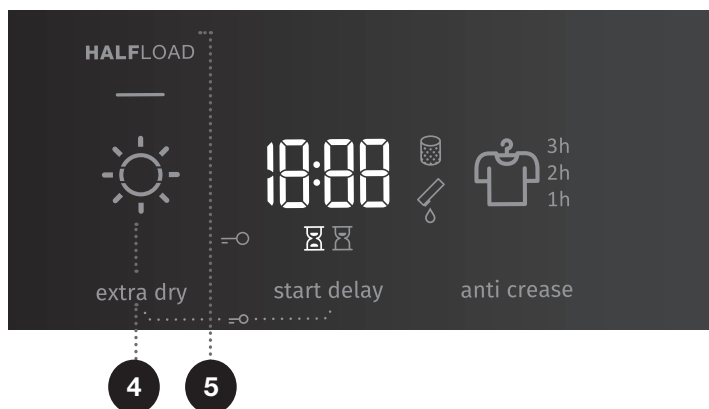 HALFLOAD
18:88
3h
2h
1h
extra dry
start delay
anti crease
4
5